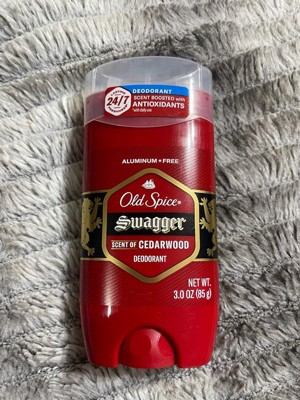 24/7
DEODORANT
SCENT BOOSTED with
ANTIOXIDANTS
ALUMINUM-FREE
Old Spice®
Swagger
SCENT OF CEDARWOOD
DEODORANT
NET WT.
3.0 OZ (85g)